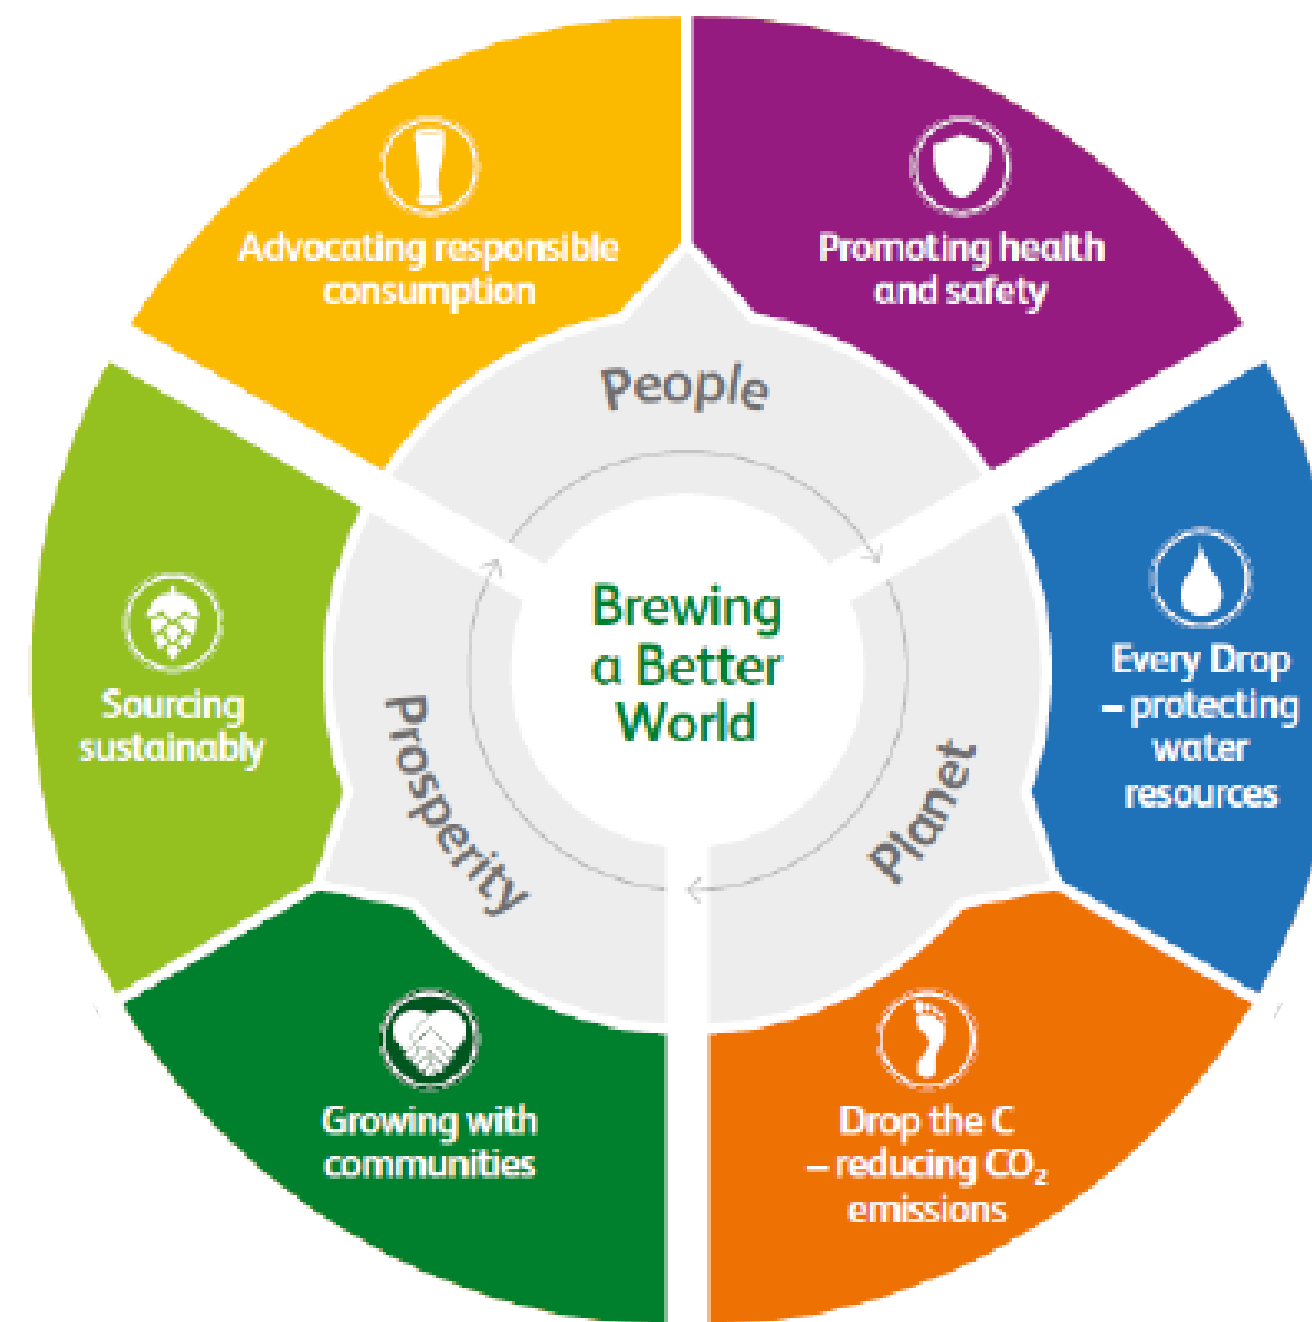 Advocating responsible
consumption
Promoting health
and safety
People
Every Drop
– protecting
water
resources
Brewing
a Better
World
Sourcing
sustainably
Prosperity
Planet
Growing with
communities
Drop the C
– reducing CO₂
emissions